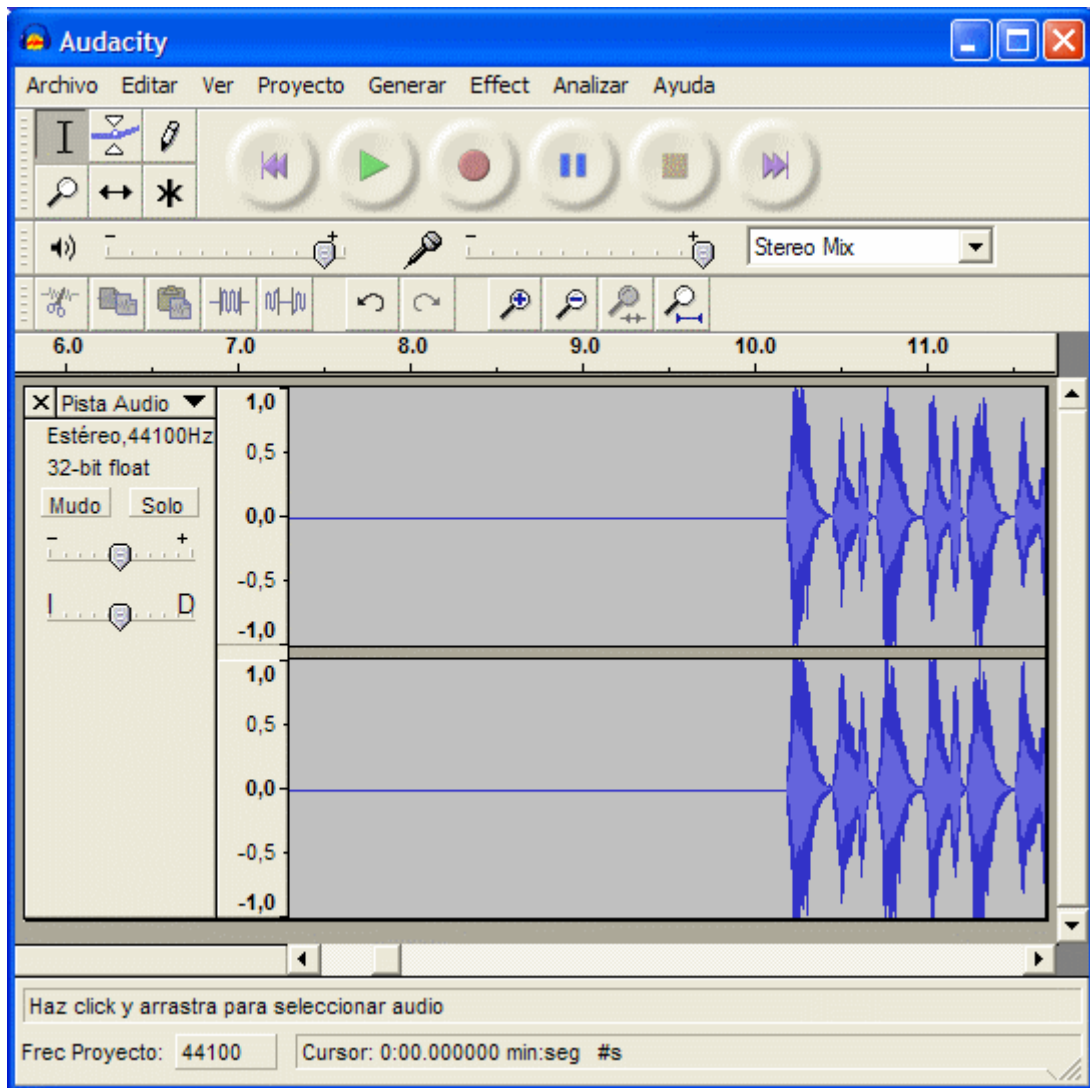 Audacity
Archivo Editar Ver Proyecto Generar Effect Analizar Ayuda
- + - + Stereo Mix
6.0 7.0 8.0 9.0 10.0 11.0
X Pista Audio
Estéreo,44100Hz
32-bit float
Mudo Solo
- +
I D
1,0
0,5
0,0
-0,5
-1,0
1,0
0,5
0,0
-0,5
-1,0
Haz click y arrastra para seleccionar audio
Frec Proyecto: 44100 Cursor: 0:00.000000 min:seg #s